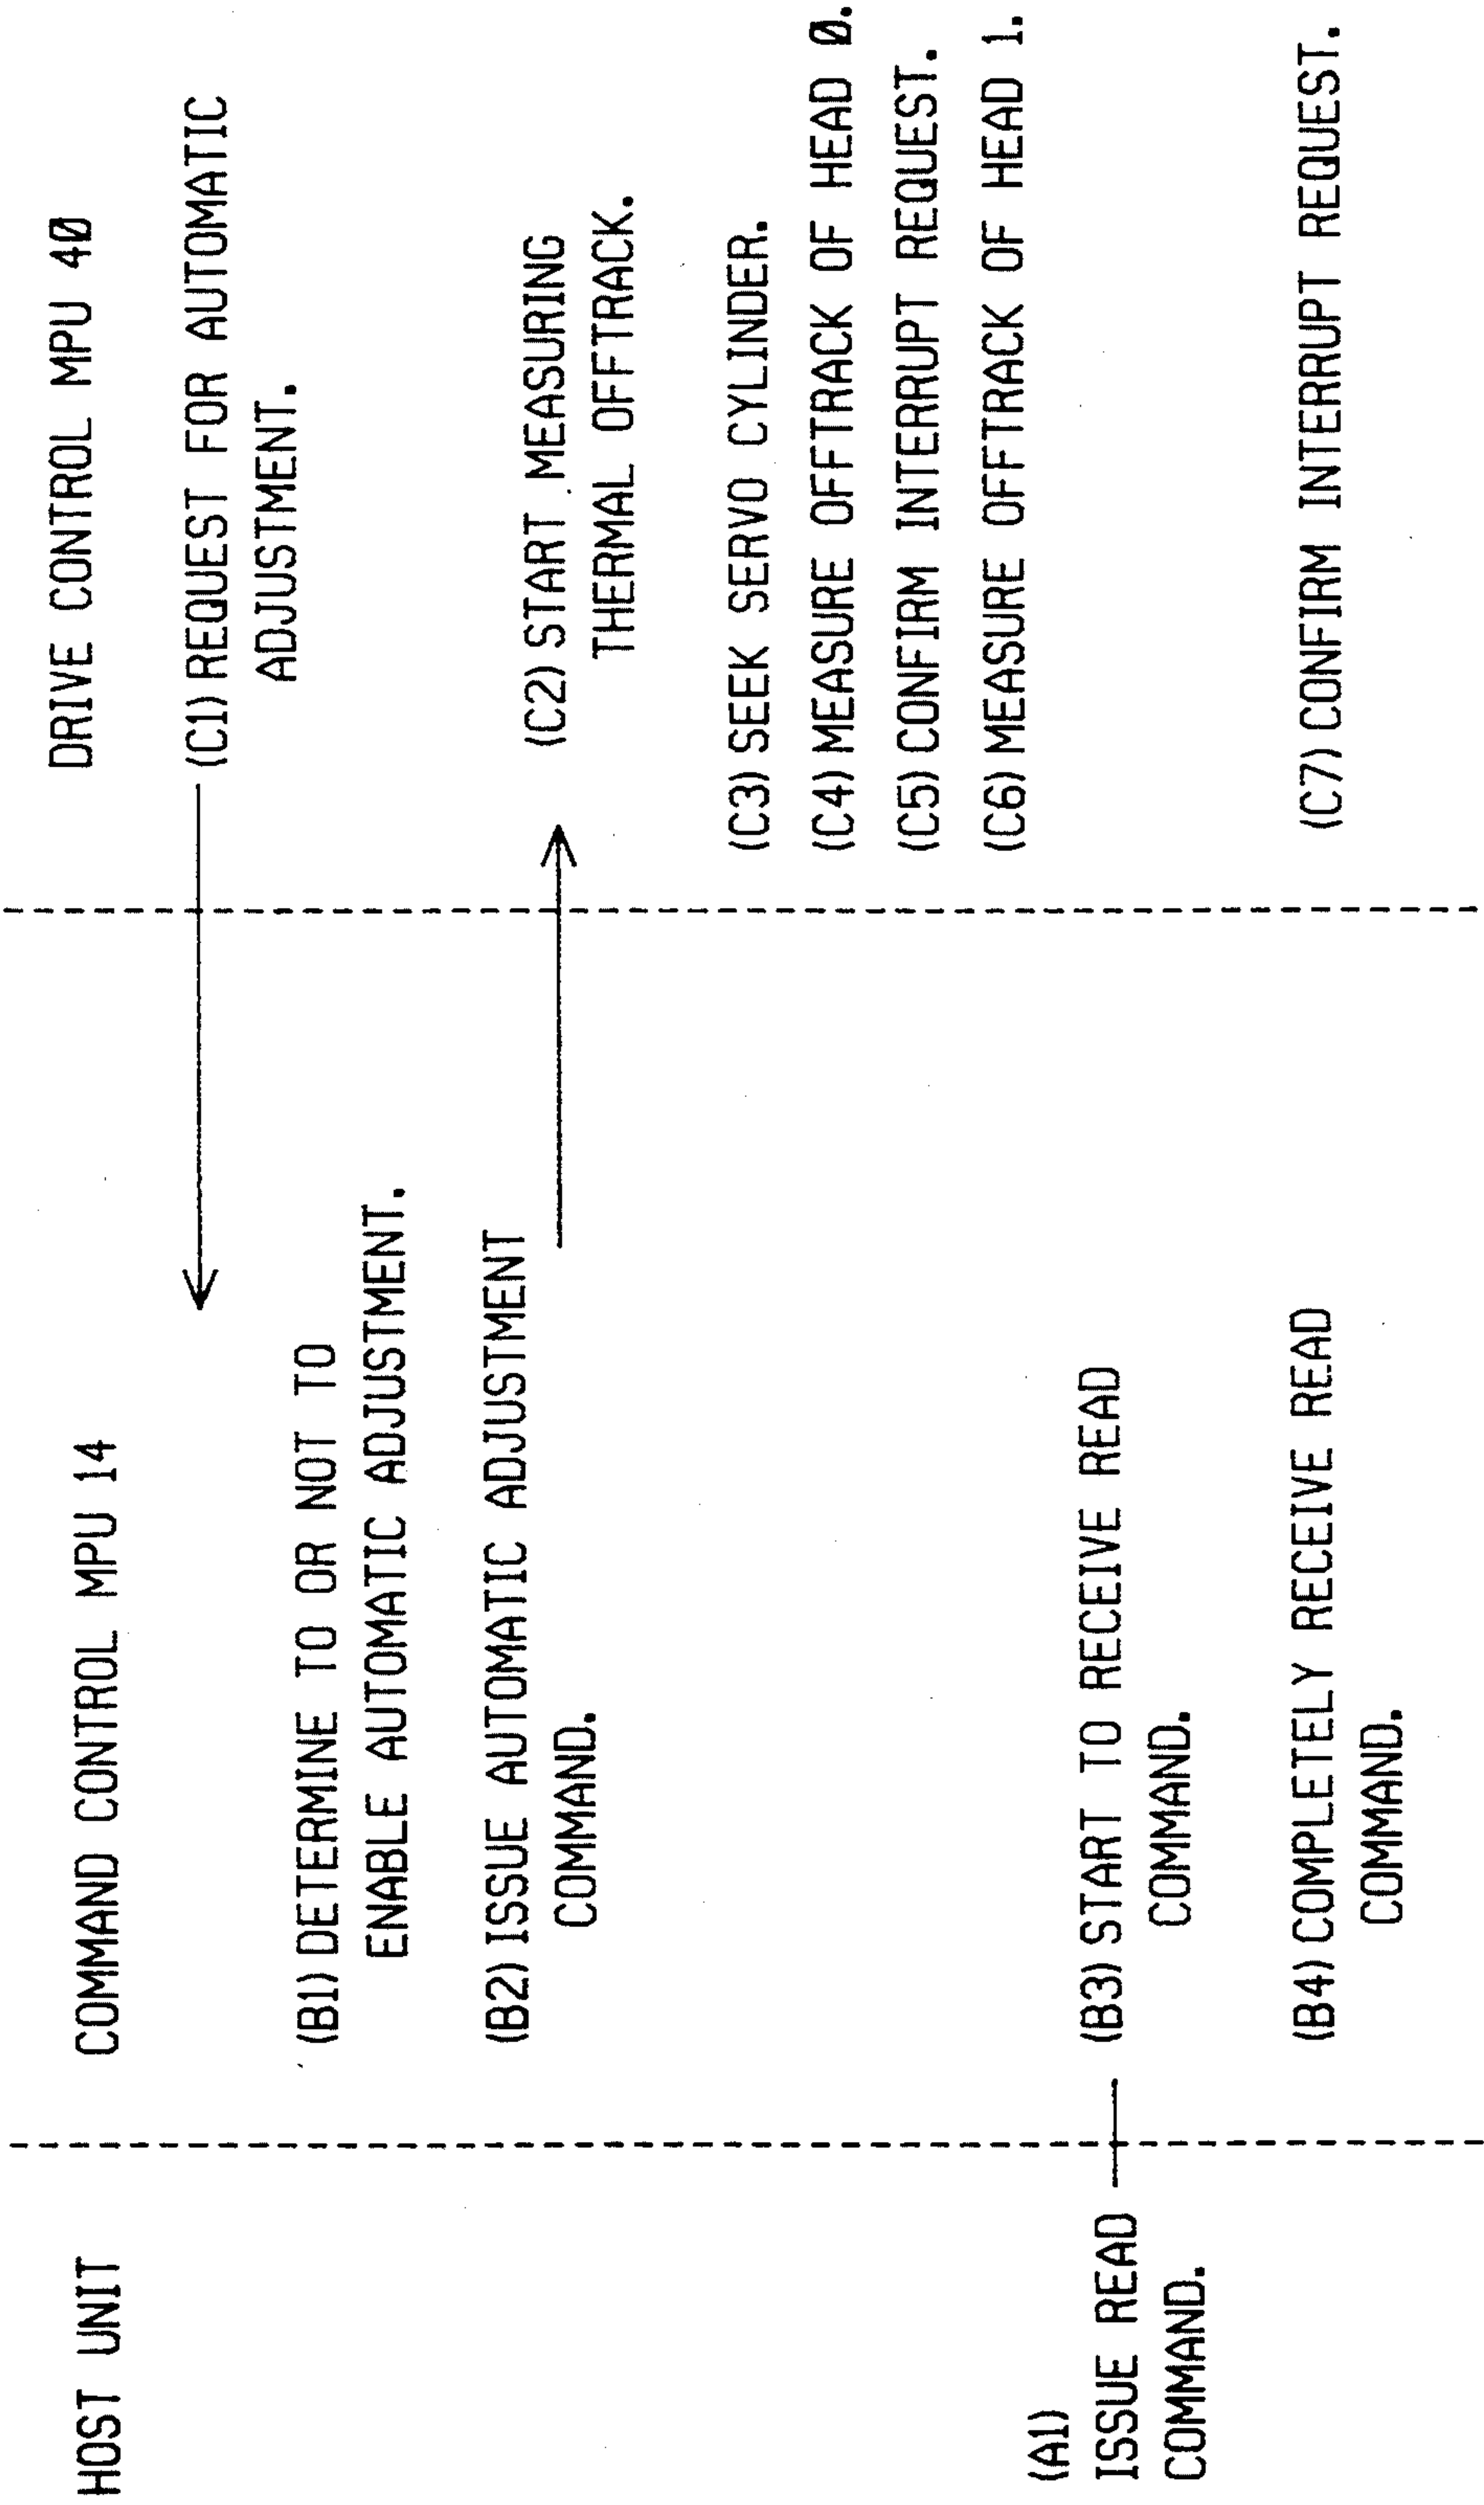 HOST UNIT
COMMAND CONTROL MPU 14
DRIVE CONTROL MPU 40
(C1) REQUEST FOR AUTOMATIC
ADJUSTMENT.
(B1) DETERMINE TO OR NOT TO
ENABLE AUTOMATIC ADJUSTMENT.
(B2) ISSUE AUTOMATIC ADJUSTMENT
COMMAND.
(C2) START MEASURING
THERMAL OFFTRACK.
(C3) SEEK SERVO CYLINDER.
(C4) MEASURE OFFTRACK OF HEAD 0.
(C5) CONFIRM INTERRUPT REQUEST.
(C6) MEASURE OFFTRACK OF HEAD 1.
(A1)
ISSUE READ
COMMAND.
(B3) START TO RECEIVE READ
COMMAND.
(B4) COMPLETELY RECEIVE READ
COMMAND.
(C7) CONFIRM INTERRUPT REQUEST.